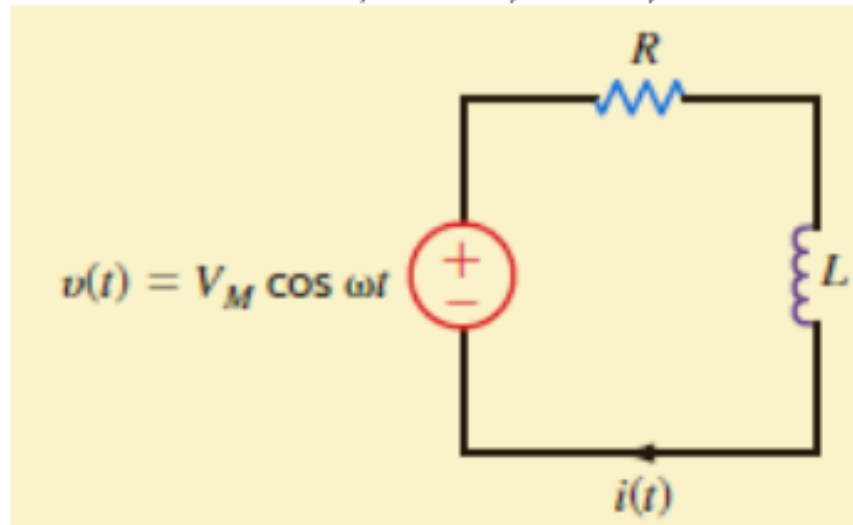 R
v(t) = V_M cos ωt
+
−
L
i(t)